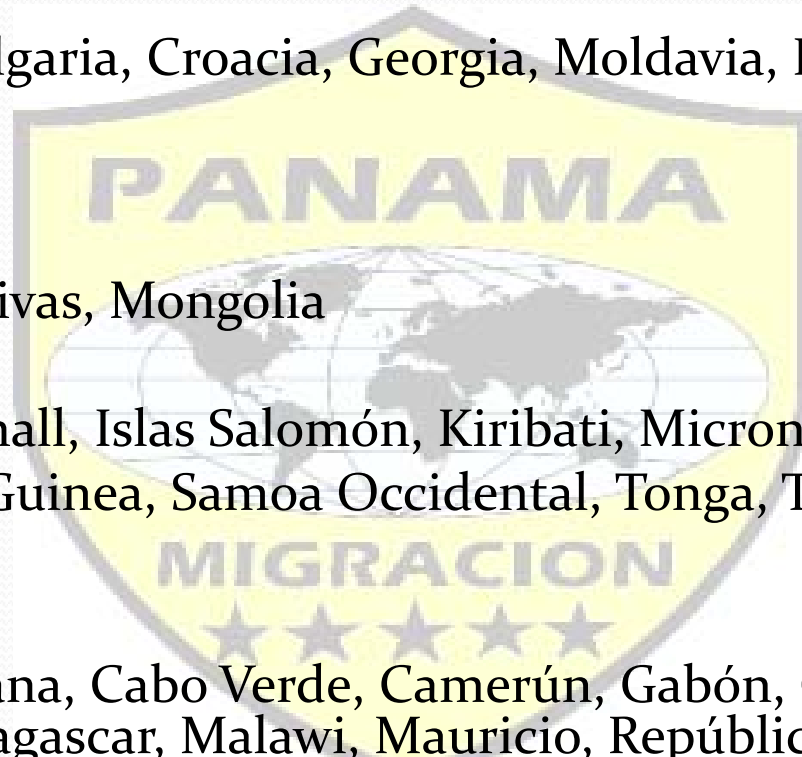 lgaria, Croacia, Georgia, Moldavia,
PANAMA
ivas, Mongolia
hall, Islas Salomón, Kiribati, Micron
Guinea, Samoa Occidental, Tonga, T
MIGRACION
ana, Cabo Verde, Camerún, Gabón,
agascar, Malawi, Mauricio, Repúblic